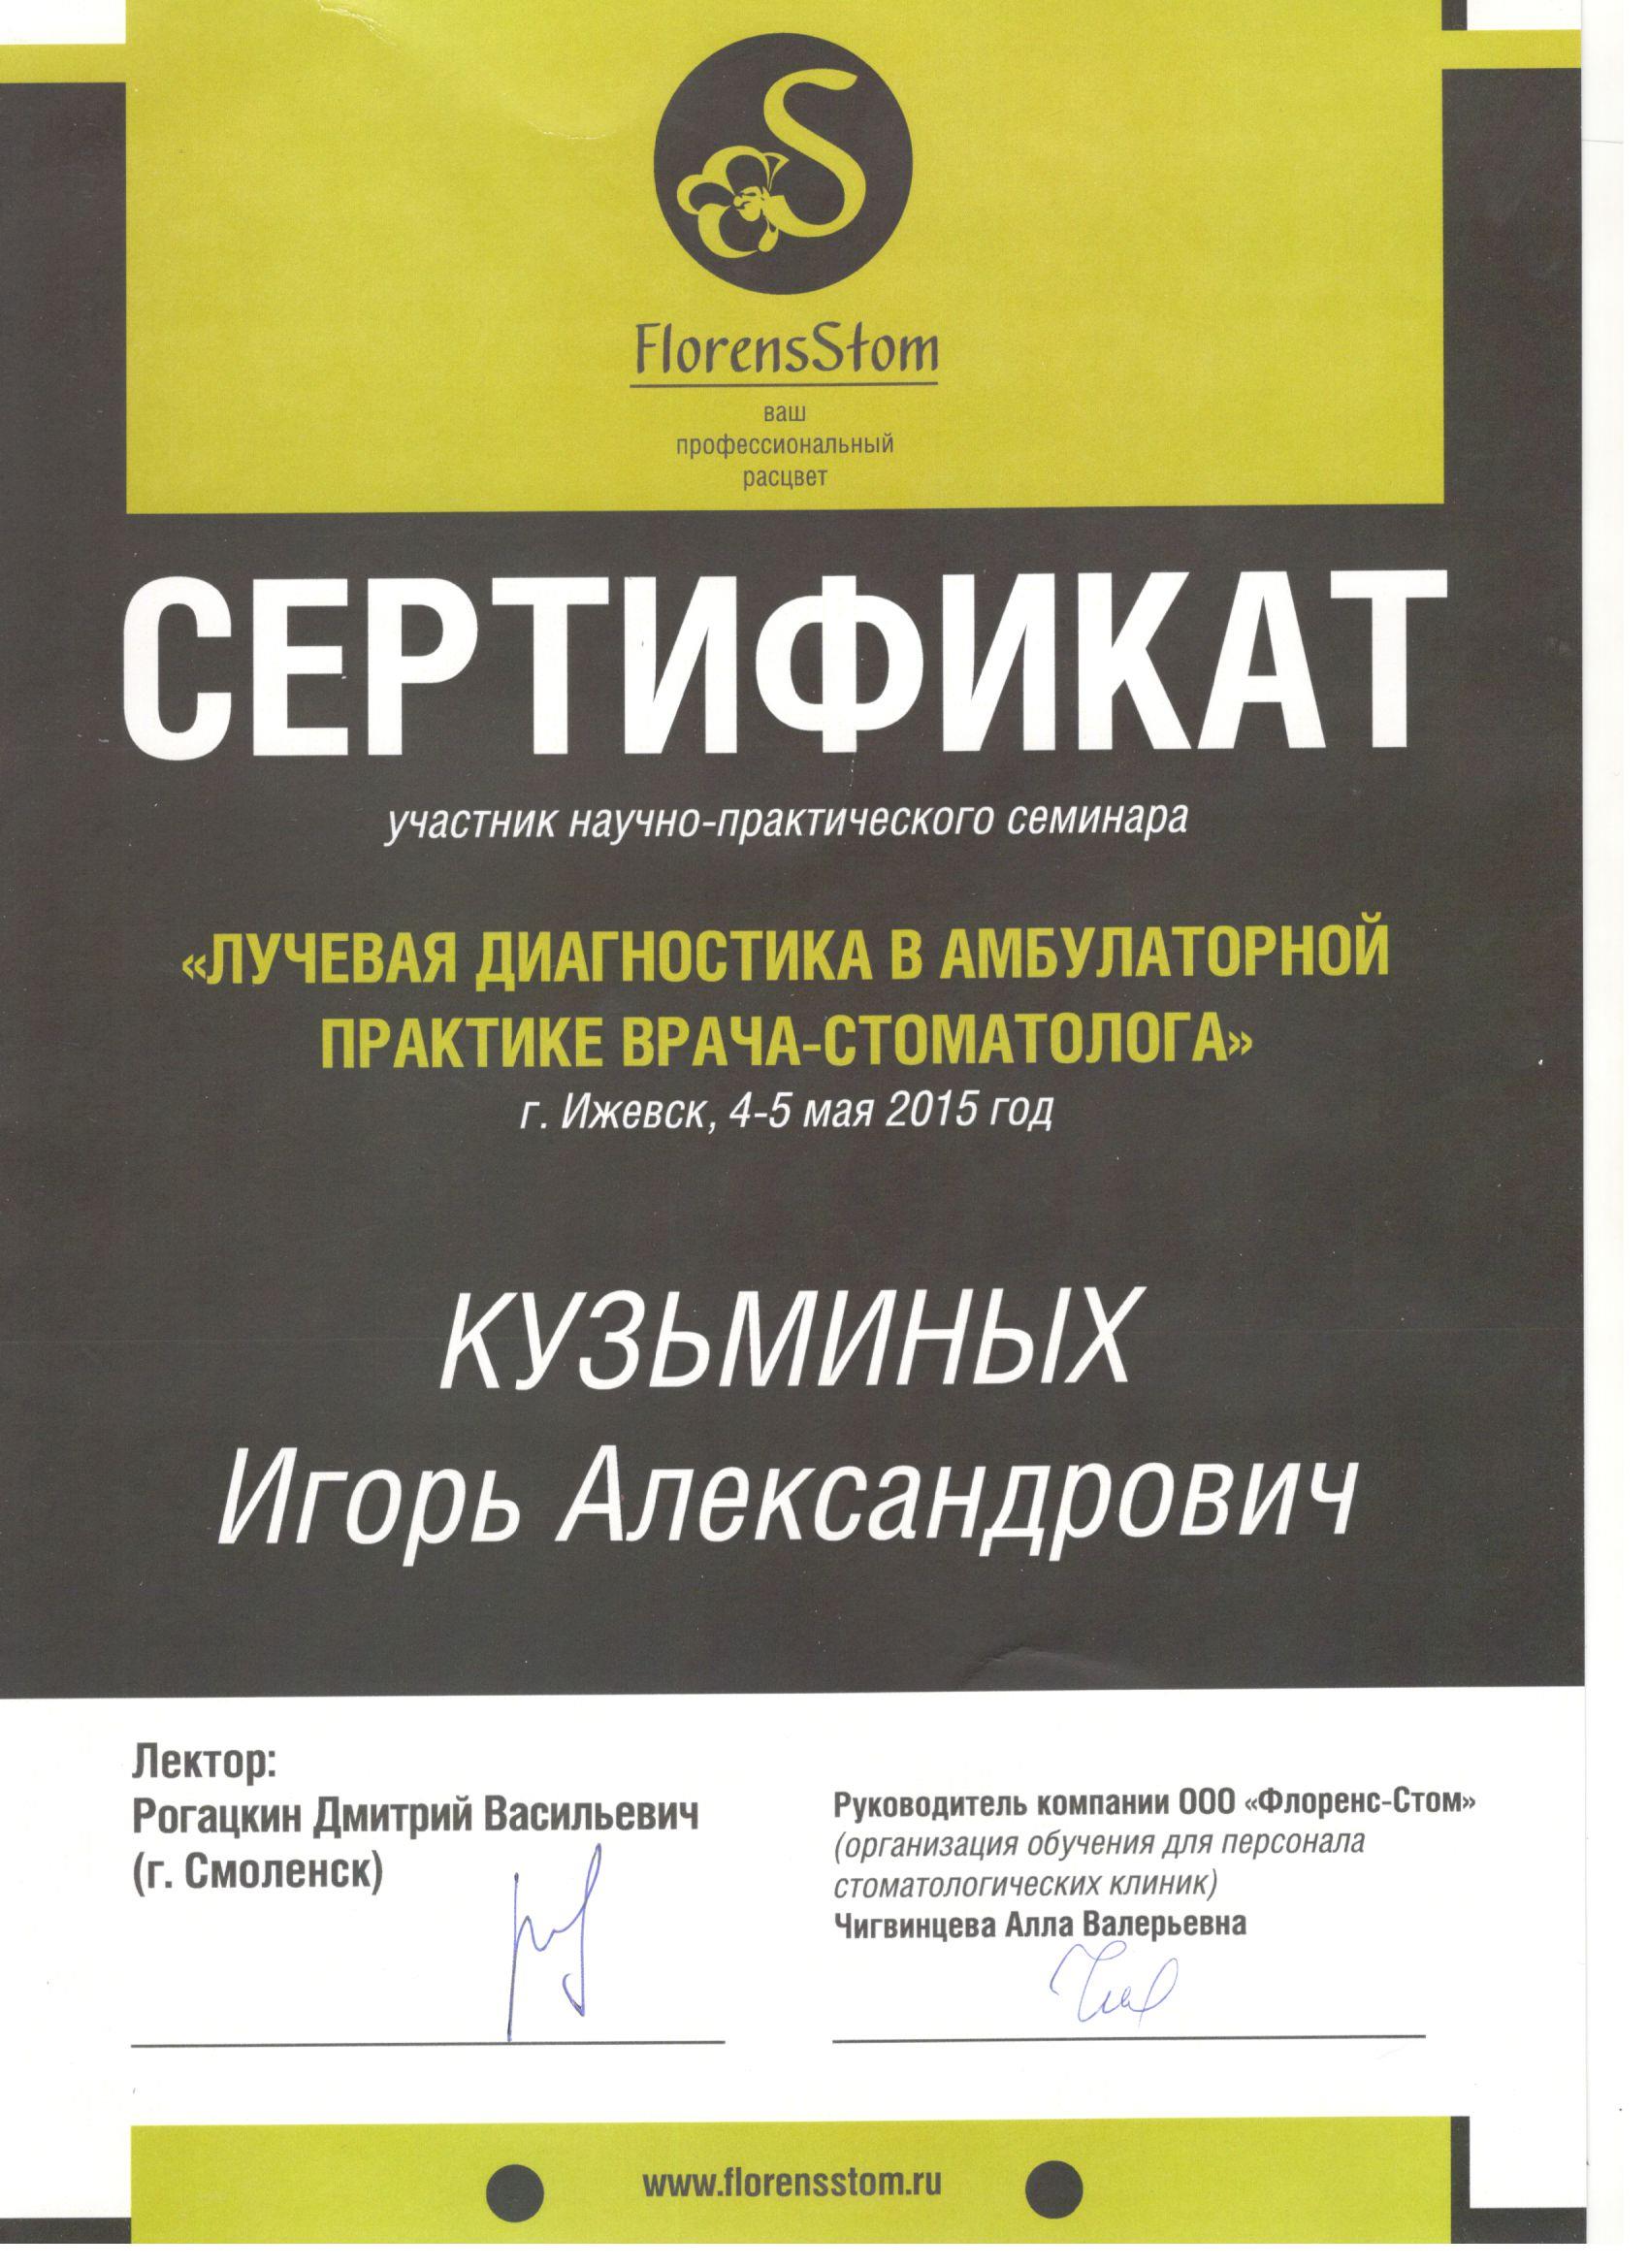 S
FlorensStom
ваш
профессиональный
расцвет
СЕРТИФИКАТ
участник научно-практического семинара
«ЛУЧЕВАЯ ДИАГНОСТИКА В АМБУЛАТОРНОЙ
ПРАКТИКЕ ВРАЧА-СТОМАТОЛОГА»
г. Ижевск, 4-5 мая 2015 год
КУЗЬМИНЫХ
Игорь Александрович
Лектор:
Рогацкин Дмитрий Васильевич
(г. Смоленск)
Руководитель компании ООО «Флоренс-Стом»
(организация обучения для персонала
стоматологических клиник)
Чигвинцева Алла Валерьевна
www.florensstom.ru